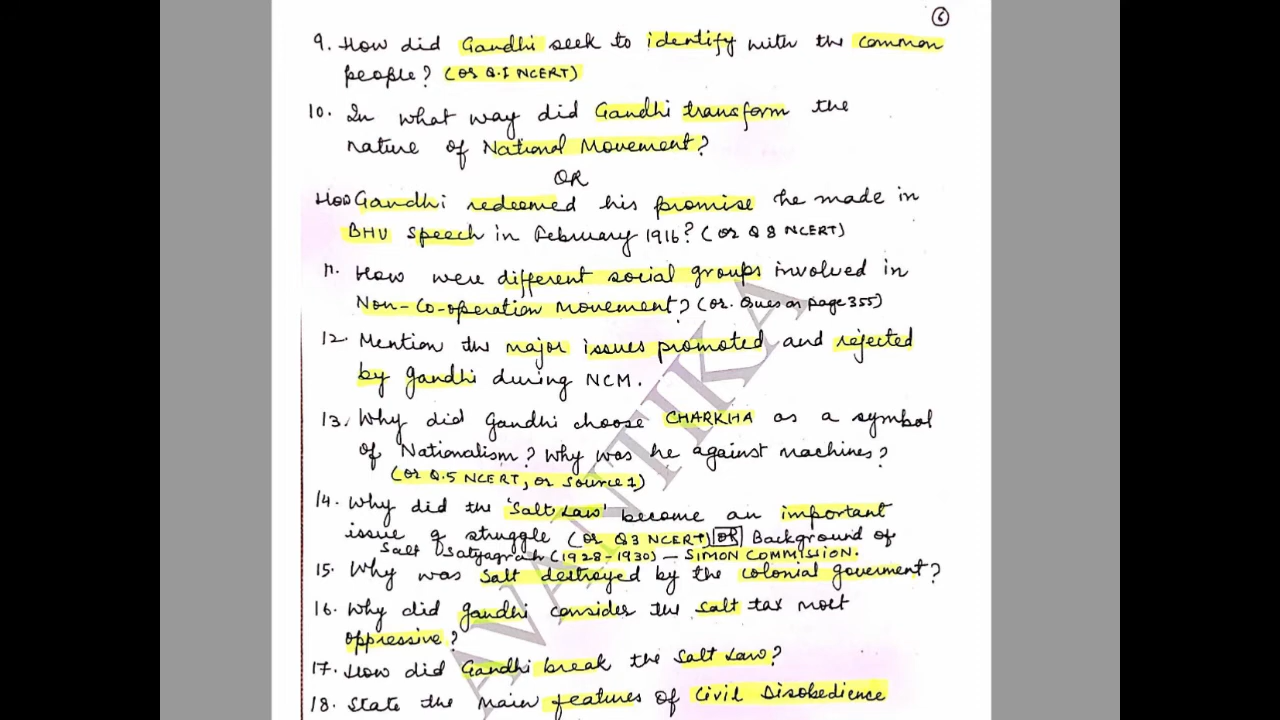 6
9. How did Gandhi seek to identify with the common
people? (or Q.1 NCERT)
10. In what way did Gandhi transform the
nature of National Movement?
OR
How Gandhi redeemed his promise he made in
BHU speech in February 1916? (or Q 8 NCERT)
11. How were different social groups involved in
Non-Co-operation movement? (or. Ques on page 355)
12. Mention the major issues promoted and rejected
by gandhi during NCM.
13. Why did Gandhi choose CHARKHA as a symbol
of Nationalism? Why was he against machines?
(or Q.5 NCERT, or Source 1)
14. Why did the 'Salt Law' become an important
issue of struggle (or Q3 NCERT) OR Background of
Salt Satyagrah (1928-1930) - SIMON COMMISION.
15. Why was salt destroyed by the colonial goverment?
16. Why did gandhi consider the salt tax most
oppressive?
17. How did Gandhi break the Salt Law?
18. State the main features of Civil Disobedience
AVANTIKA